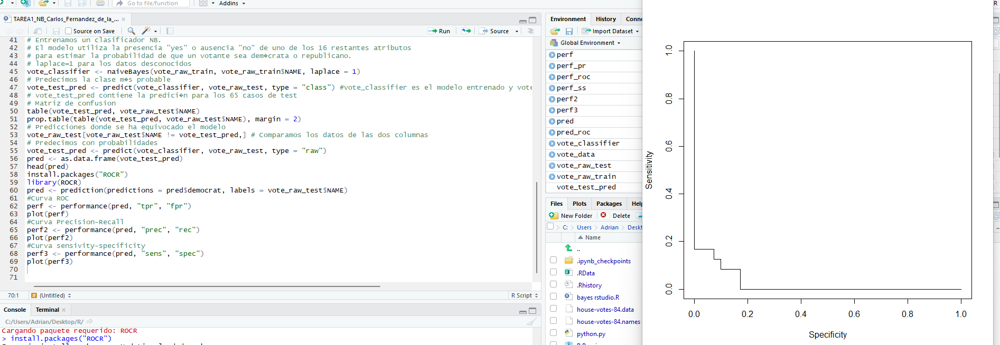 Go to file/function
Addins
TAREA1_NB_Carlos_Fernandez_de_la_...
Source on Save
Run
Source
41 # Entrenamos un clasificador NB.
42 # El modelo utiliza la presencia "yes" o ausencia "no" de uno de los 16 restantes atributos
43 # para estimar la probabilidad de que un votante sea dem�crata o republicano.
44 # laplace=1 para los datos desconocidos
45 vote_classifier <- naiveBayes(vote_raw_train, vote_raw_train$NAME, laplace = 1)
46 # Predecimos la clase m�s probable
47 vote_test_pred <- predict(vote_classifier, vote_raw_test, type = "class") #vote_classifier es el modelo entrenado y vote
48 # vote_test_pred contiene la predici�n para los 65 casos de test
49 # Matriz de confusion
50 table(vote_test_pred, vote_raw_test$NAME)
51 prop.table(table(vote_test_pred, vote_raw_test$NAME), margin = 2)
52 # Predicciones donde se ha equivocado el modelo
53 vote_raw_test[vote_raw_test$NAME != vote_test_pred,] # Comparamos los datos de las dos columnas
54 # Predecimos con probabilidades
55 vote_test_pred <- predict(vote_classifier, vote_raw_test, type = "raw")
56 pred <- as.data.frame(vote_test_pred)
57 head(pred)
58 install.packages("ROCR")
59 library(ROCR)
60 pred <- prediction(predictions = pred$democrat, labels = vote_raw_test$NAME)
61 #Curva ROC
62 perf <- performance(pred, "tpr", "fpr")
63 plot(perf)
64 #Curva Precision-Recall
65 perf2 <- performance(pred, "prec", "rec")
66 plot(perf2)
67 #Curva sensivity-specificity
68 perf3 <- performance(pred, "sens", "spec")
69 plot(perf3)
70
71
70:1 (Untitled) R Script
Console Terminal
C:/Users/Adrian/Desktop/R/
Cargando paquete requerido: ROCR
> install.packages("ROCR")
Environment History Conne
Import Dataset
Global Environment
perf
perf_pr
perf_roc
perf_ss
perf2
perf3
pred
pred_roc
vote_classifier
vote_data
vote_raw_test
vote_raw_train
vote_test_pred
Files Plots Packages Help
New Folder Delete
C: Users Adrian Deskt
Name
..
.ipynb_checkpoints
.RData
.Rhistory
bayes rstudio.R
house-votes-84.data
house-votes-84.names
python.py
Sensitivity
1.0
0.8
0.6
0.4
0.2
0.0
0.0 0.2 0.4 0.6 0.8 1.0
Specificity
R